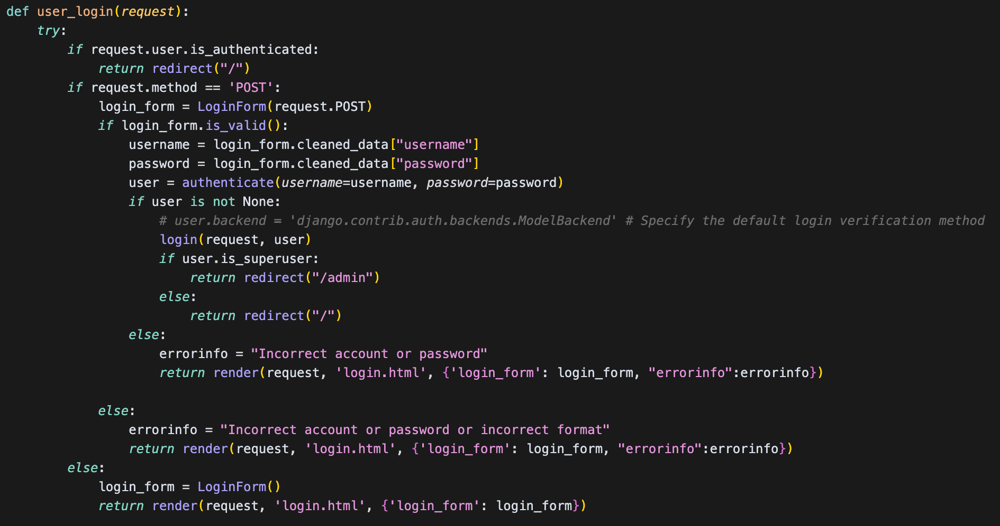 def user_login(request):
    try:
        if request.user.is_authenticated:
            return redirect("/")
        if request.method == 'POST':
            login_form = LoginForm(request.POST)
            if login_form.is_valid():
                username = login_form.cleaned_data["username"]
                password = login_form.cleaned_data["password"]
                user = authenticate(username=username, password=password)
                if user is not None:
                    # user.backend = 'django.contrib.auth.backends.ModelBackend' # Specify the default login verification method
                    login(request, user)
                    if user.is_superuser:
                        return redirect("/admin")
                    else:
                        return redirect("/")
                else:
                    errorinfo = "Incorrect account or password"
                    return render(request, 'login.html', {'login_form': login_form, "errorinfo":errorinfo})

            else:
                errorinfo = "Incorrect account or password or incorrect format"
                return render(request, 'login.html', {'login_form': login_form, "errorinfo":errorinfo})
        else:
            login_form = LoginForm()
            return render(request, 'login.html', {'login_form': login_form})